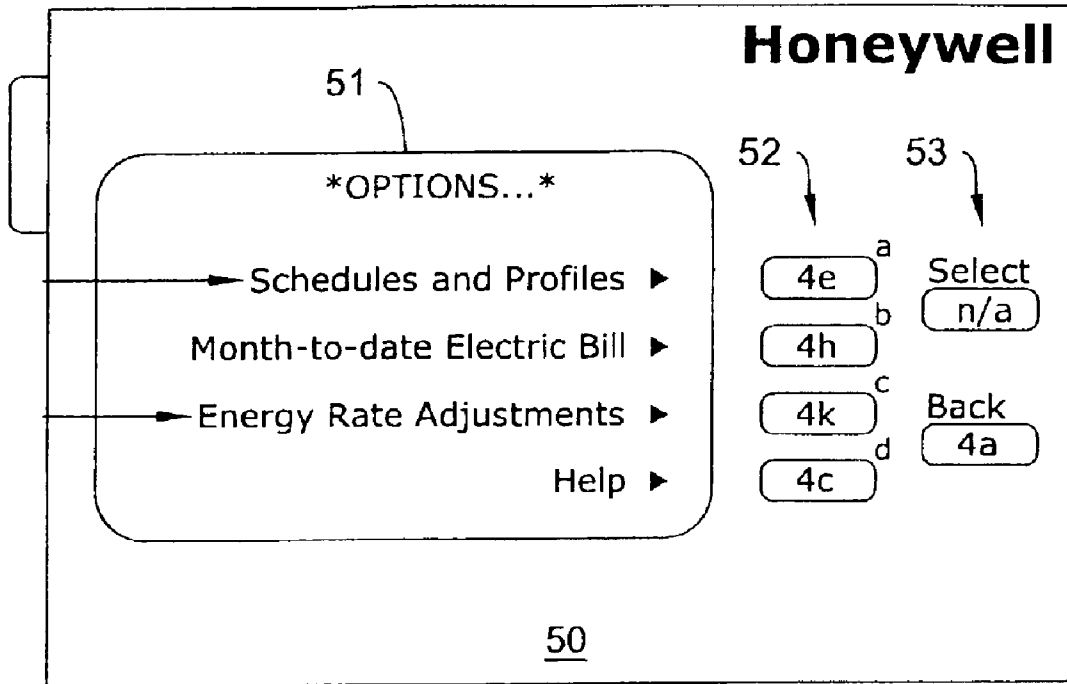 Honeywell
51
52 53
*OPTIONS...*
Schedules and Profiles ▶ 4e a Select
n/a
Month-to-date Electric Bill ▶ 4h b
Energy Rate Adjustments ▶ 4k c Back
4a
Help ▶ 4c d
50